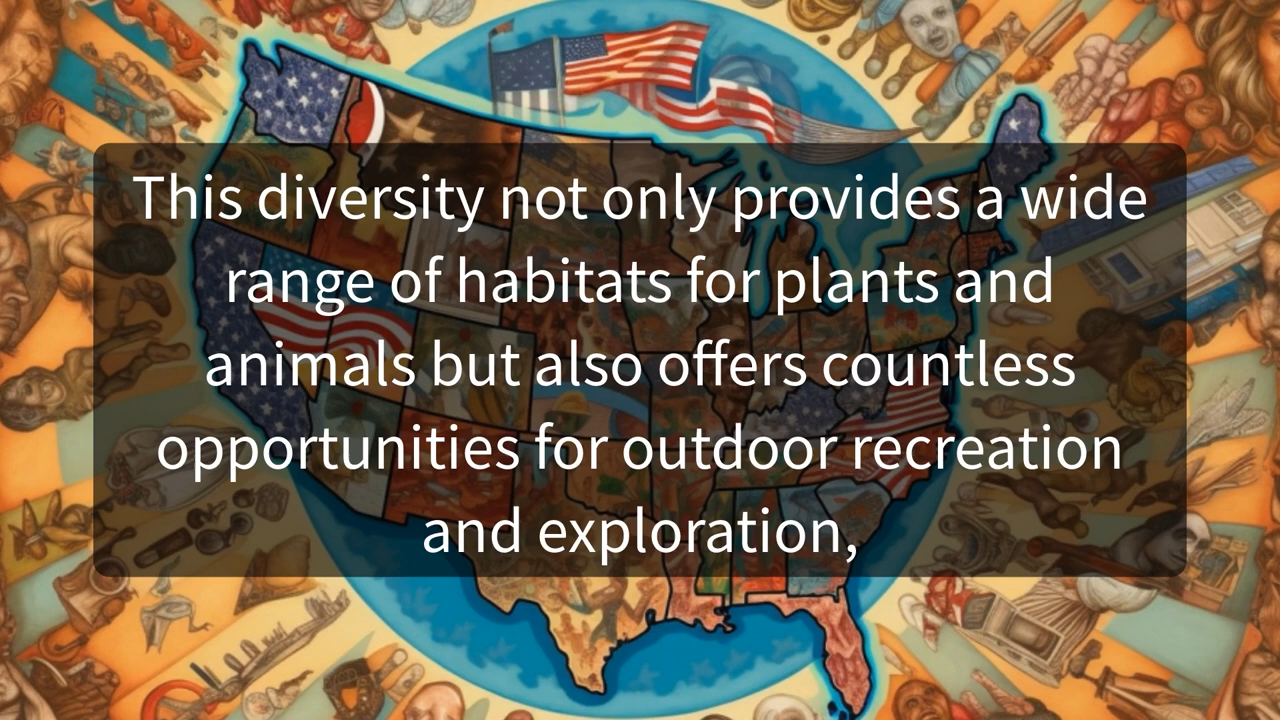 This diversity not only provides a wide
range of habitats for plants and
animals but also offers countless
opportunities for outdoor recreation
and exploration,